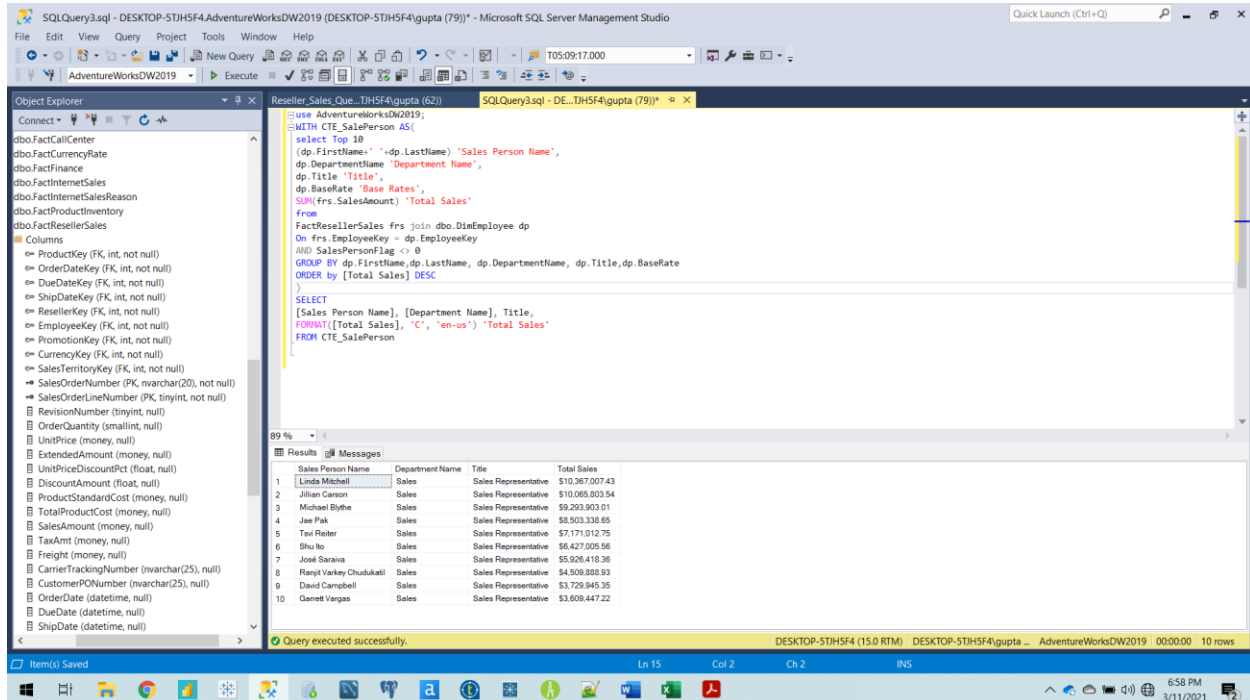 SQLQuery3.sql - DESKTOP-5TJH5F4.AdventureWorksDW2019 (DESKTOP-5TJH5F4\gupta (79))* - Microsoft SQL Server Management Studio
Quick Launch (Ctrl+Q)
File Edit View Query Project Tools Window Help
New Query
MDX DMX XMLA DAX
T05:09:17.000
AdventureWorksDW2019
Execute
Object Explorer
Connect
dbo.FactCallCenter
dbo.FactCurrencyRate
dbo.FactFinance
dbo.FactInternetSales
dbo.FactInternetSalesReason
dbo.FactProductInventory
dbo.FactResellerSales
Columns
ProductKey (FK, int, not null)
OrderDateKey (FK, int, not null)
DueDateKey (FK, int, not null)
ShipDateKey (FK, int, not null)
ResellerKey (FK, int, not null)
EmployeeKey (FK, int, not null)
PromotionKey (FK, int, not null)
CurrencyKey (FK, int, not null)
SalesTerritoryKey (FK, int, not null)
SalesOrderNumber (PK, nvarchar(20), not null)
SalesOrderLineNumber (PK, tinyint, not null)
RevisionNumber (tinyint, null)
OrderQuantity (smallint, null)
UnitPrice (money, null)
ExtendedAmount (money, null)
UnitPriceDiscountPct (float, null)
DiscountAmount (float, null)
ProductStandardCost (money, null)
TotalProductCost (money, null)
SalesAmount (money, null)
TaxAmt (money, null)
Freight (money, null)
CarrierTrackingNumber (nvarchar(25), null)
CustomerPONumber (nvarchar(25), null)
OrderDate (datetime, null)
DueDate (datetime, null)
ShipDate (datetime, null)
Reseller_Sales_Que...TJH5F4\gupta (62))
SQLQuery3.sql - DE...TJH5F4\gupta (79))*
use AdventureWorksDW2019;
WITH CTE_SalePerson AS(
select Top 10
(dp.FirstName+' '+dp.LastName) 'Sales Person Name',
dp.DepartmentName 'Department Name',
dp.Title 'Title',
dp.BaseRate 'Base Rates',
SUM(frs.SalesAmount) 'Total Sales'
from
FactResellerSales frs join dbo.DimEmployee dp
On frs.EmployeeKey = dp.EmployeeKey
AND SalesPersonFlag <> 0
GROUP BY dp.FirstName,dp.LastName, dp.DepartmentName, dp.Title,dp.BaseRate
ORDER by [Total Sales] DESC
)
SELECT
[Sales Person Name], [Department Name], Title,
FORMAT([Total Sales], 'C', 'en-us') 'Total Sales'
FROM CTE_SalePerson
89 %
Results Messages
Sales Person Name Department Name Title Total Sales
1 Linda Mitchell Sales Sales Representative $10,367,007.43
2 Jillian Carson Sales Sales Representative $10,065,803.54
3 Michael Blythe Sales Sales Representative $9,293,903.01
4 Jae Pak Sales Sales Representative $8,503,338.65
5 Tsvi Reiter Sales Sales Representative $7,171,012.75
6 Shu Ito Sales Sales Representative $6,427,005.56
7 José Saraiva Sales Sales Representative $5,926,418.36
8 Ranjit Varkey Chudukatil Sales Sales Representative $4,509,888.93
9 David Campbell Sales Sales Representative $3,729,945.35
10 Garrett Vargas Sales Sales Representative $3,609,447.22
Query executed successfully.
DESKTOP-5TJH5F4 (15.0 RTM) DESKTOP-5TJH5F4\gupta ... AdventureWorksDW2019 00:00:00 10 rows
Item(s) Saved
Ln 15 Col 2 Ch 2 INS
6:58 PM
3/11/2021